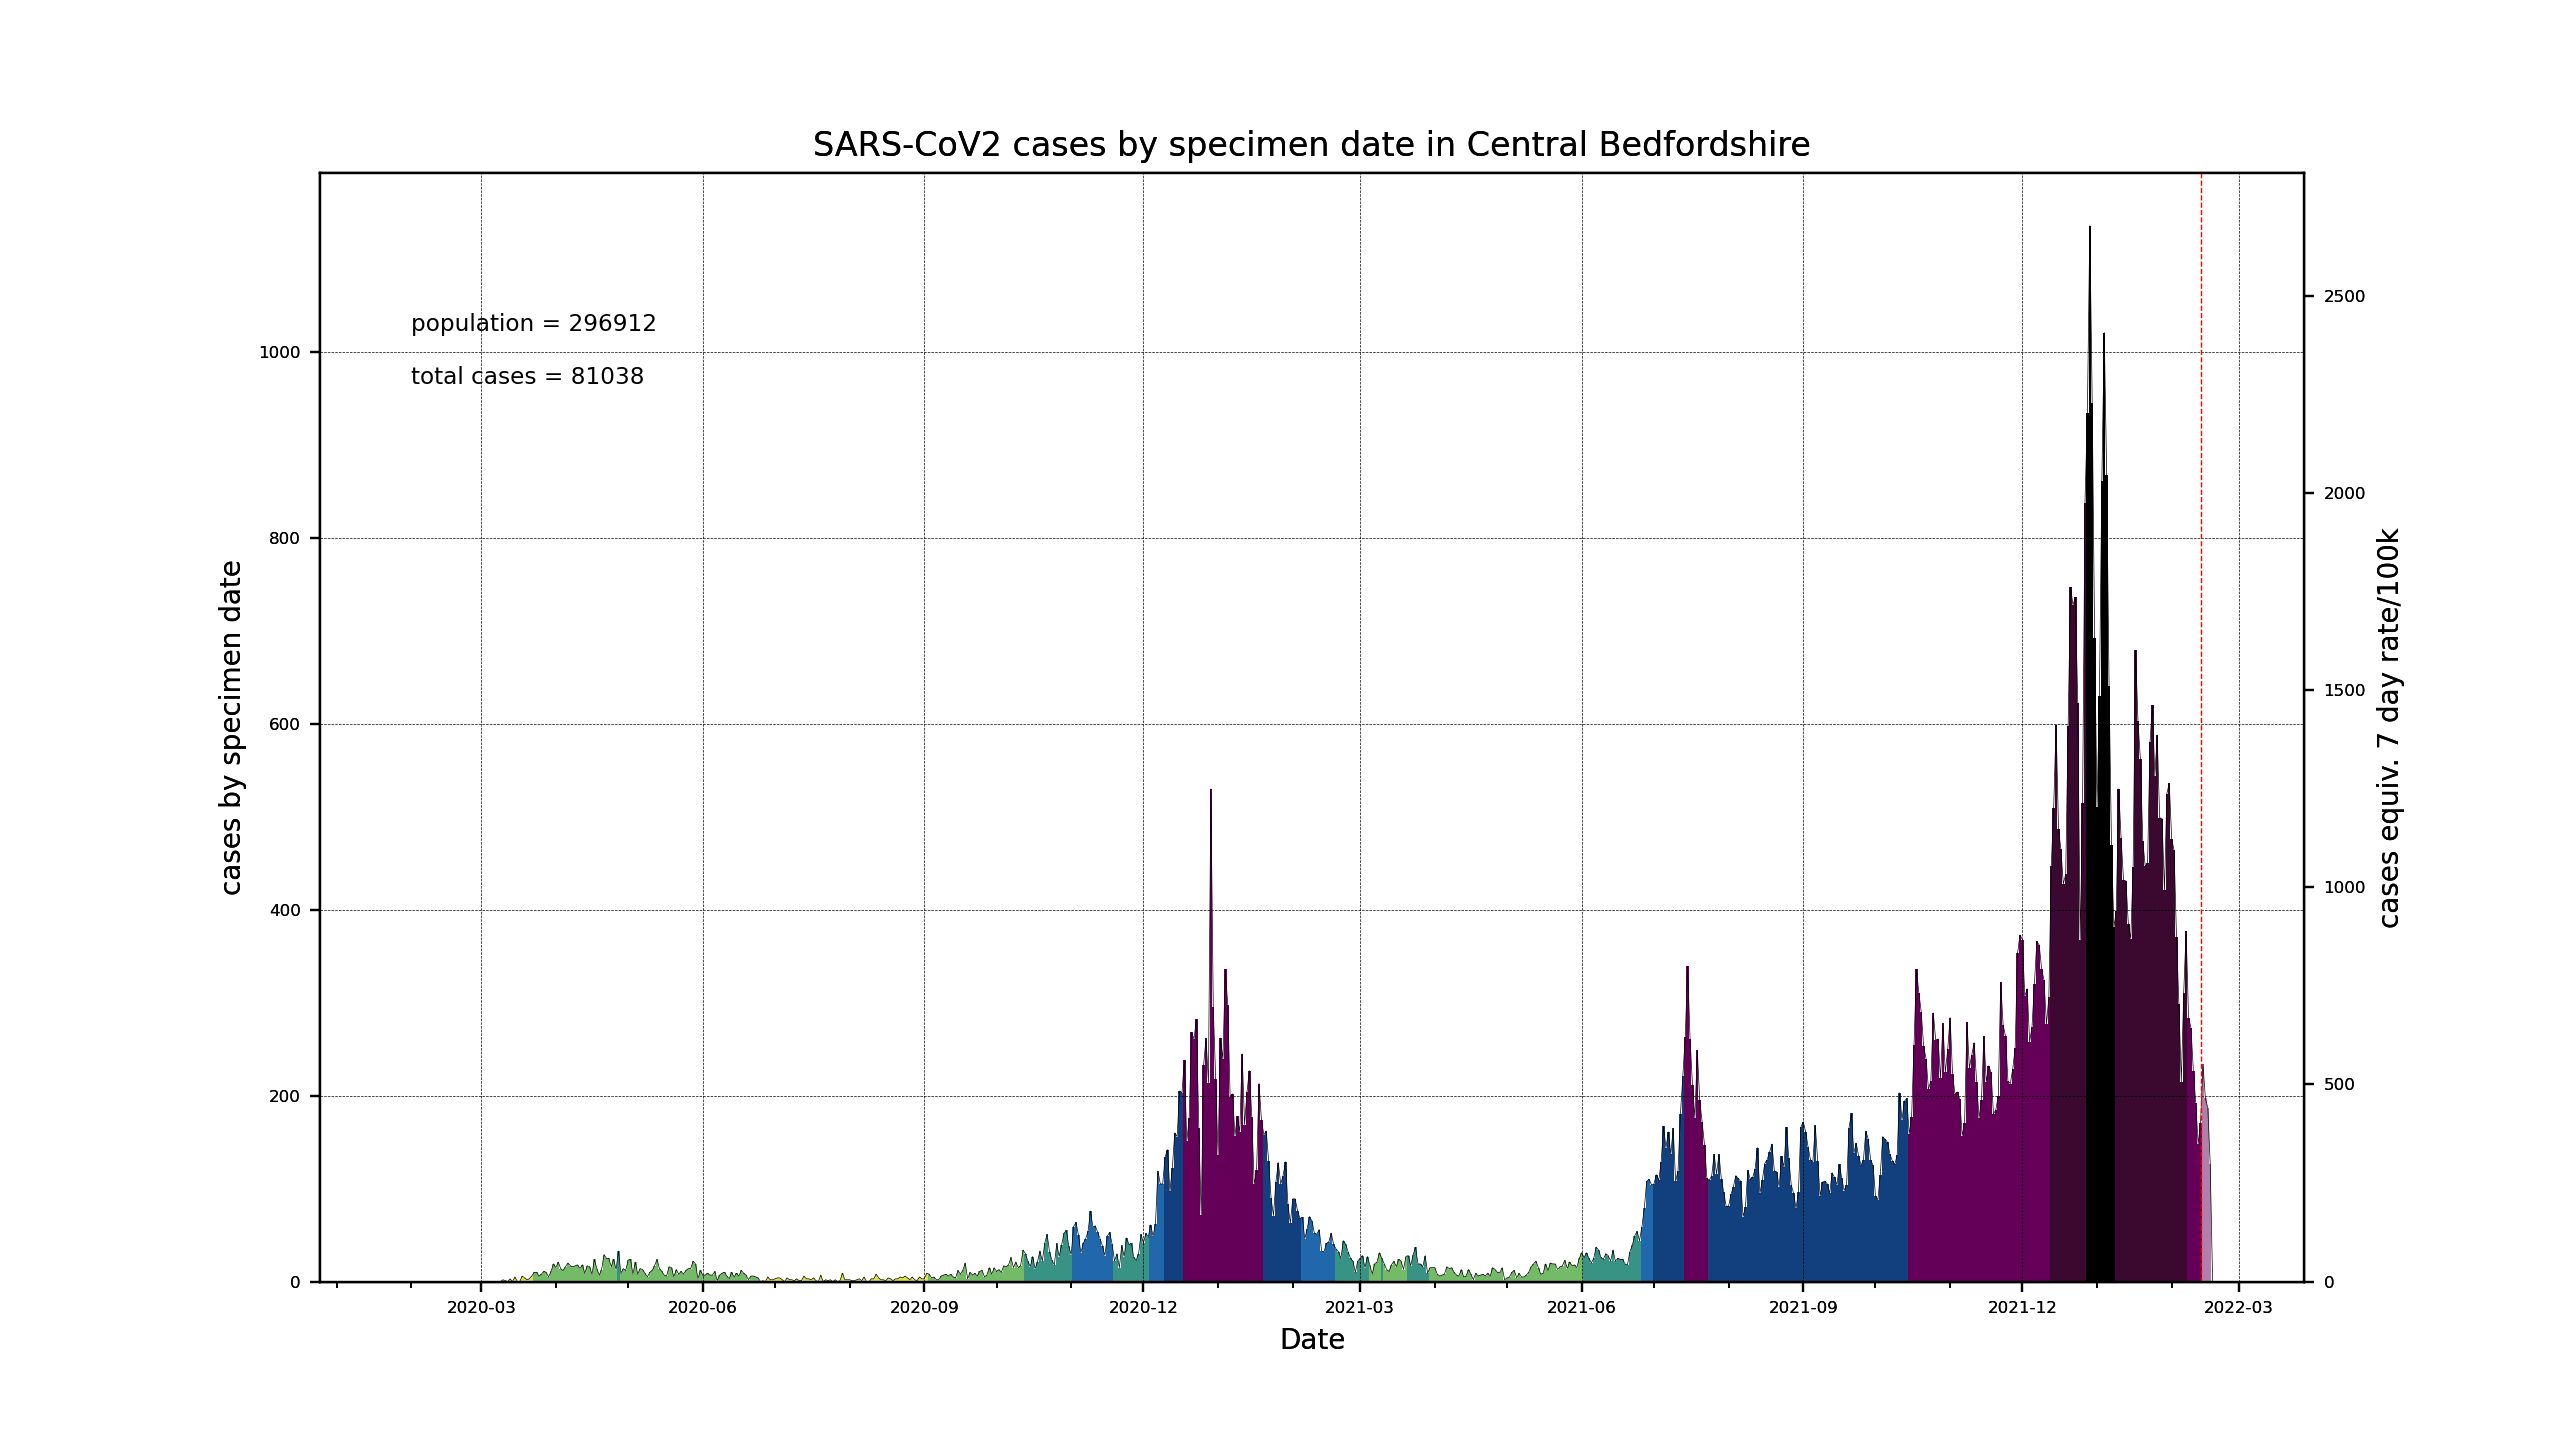 SARS-CoV2 cases by specimen date in Central Bedfordshire
population = 296912
total cases = 81038
cases by specimen date
1000
800
600
400
200
0
2500
2000
1500
1000
500
0
cases equiv. 7 day rate/100k
2020-03 2020-06 2020-09 2020-12 2021-03 2021-06 2021-09 2021-12 2022-03
Date